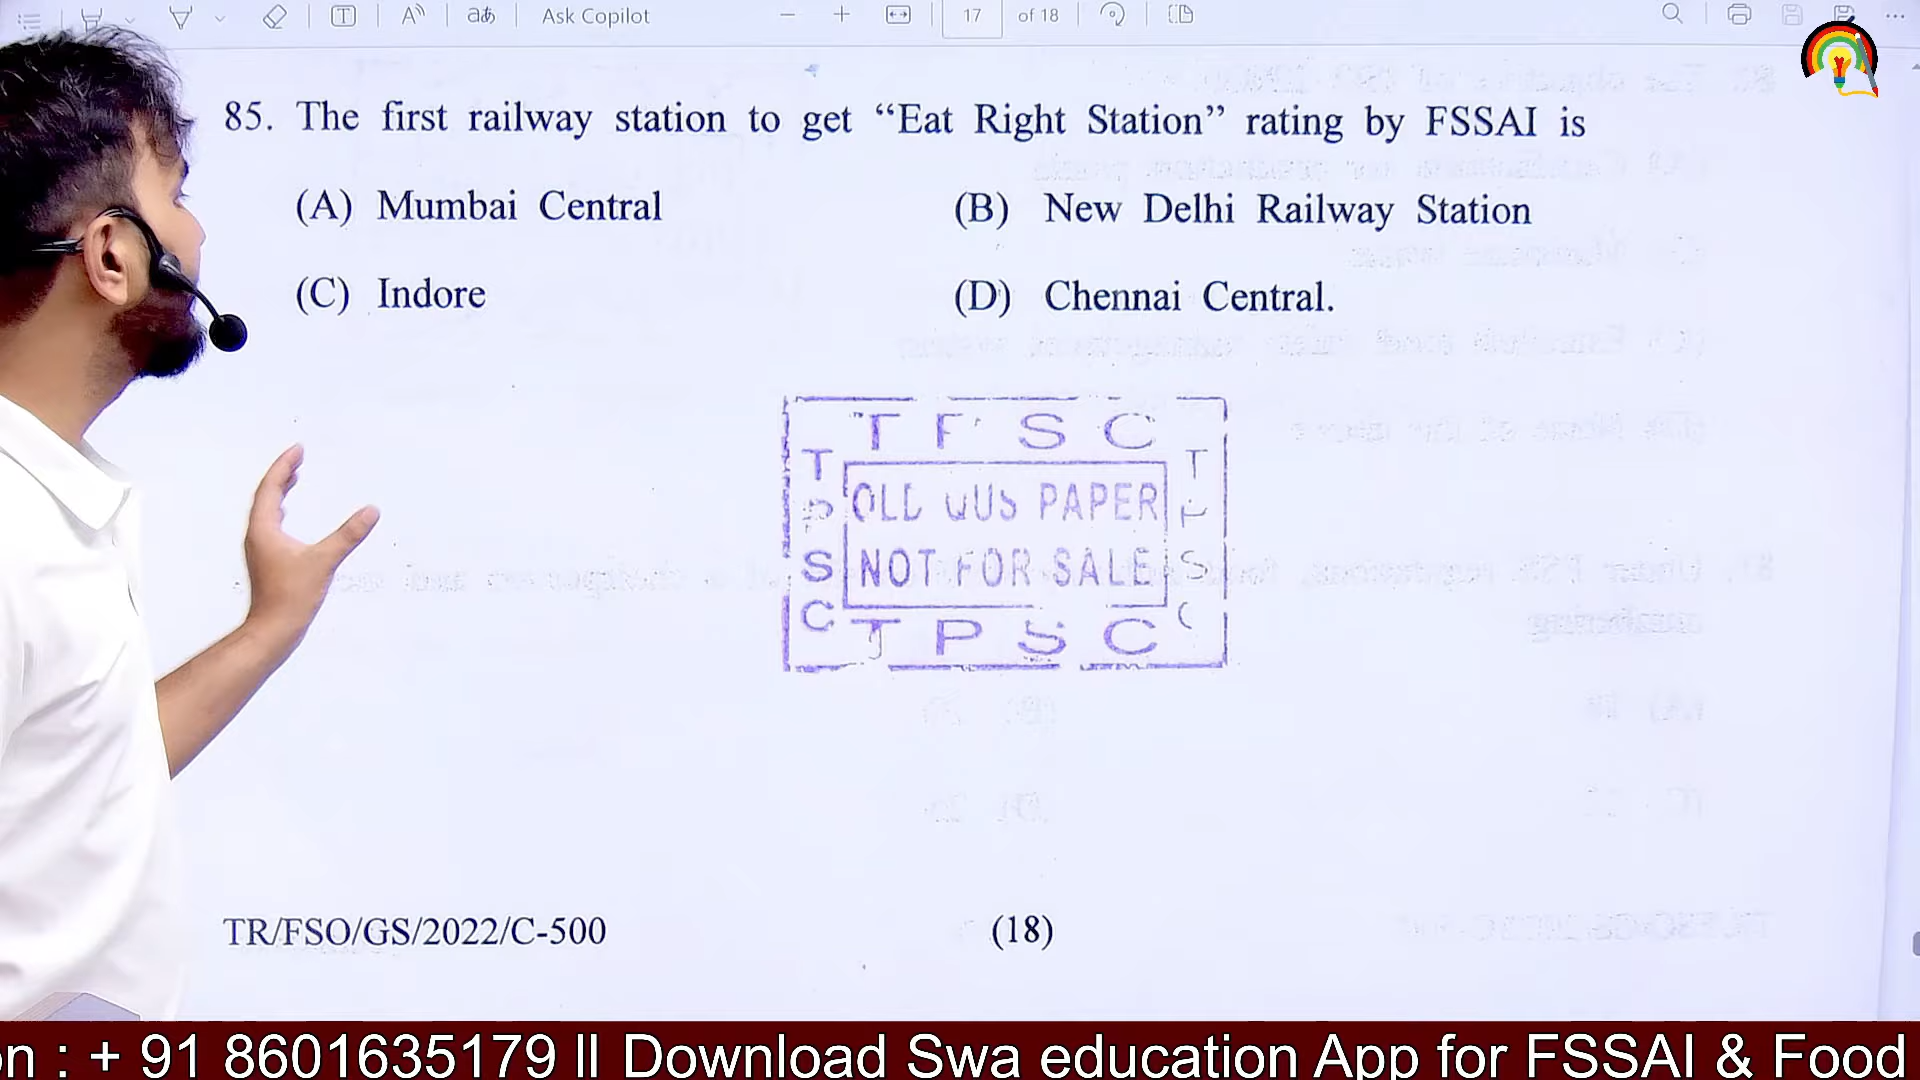 Ask Copilot
17 of 18
85. The first railway station to get “Eat Right Station” rating by FSSAI is
(A) Mumbai Central
(B) New Delhi Railway Station
(C) Indore
(D) Chennai Central.
T P S C
OLD QUS PAPER
NOT FOR SALE
T P S C
T P S C
T P S C
TR/FSO/GS/2022/C-500
(18)
on : + 91 8601635179 ll Download Swa education App for FSSAI & Food